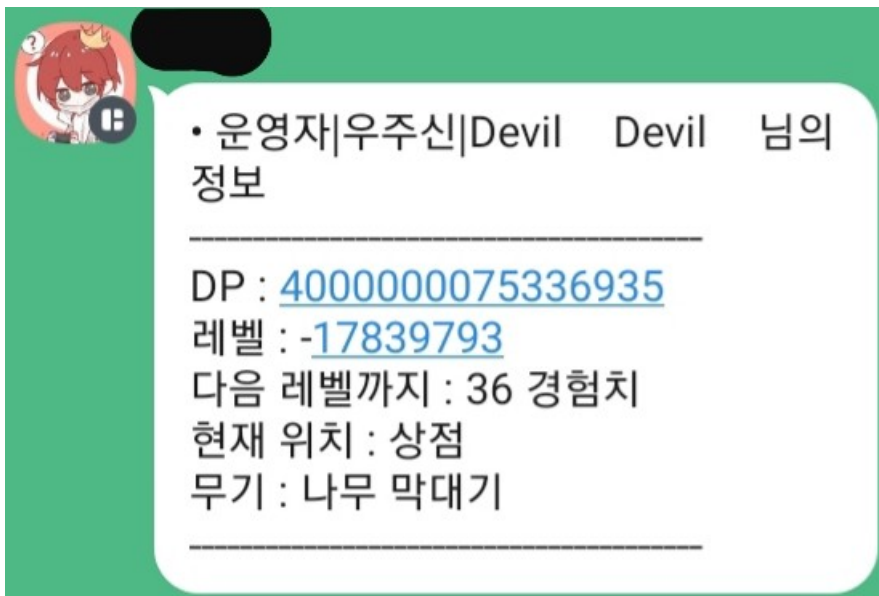 ?
• 운영자|우주신|Devil Devil 님의
정보
----------------------------------------
DP : 4000000075336935
레벨 : -17839793
다음 레벨까지 : 36 경험치
현재 위치 : 상점
무기 : 나무 막대기
----------------------------------------